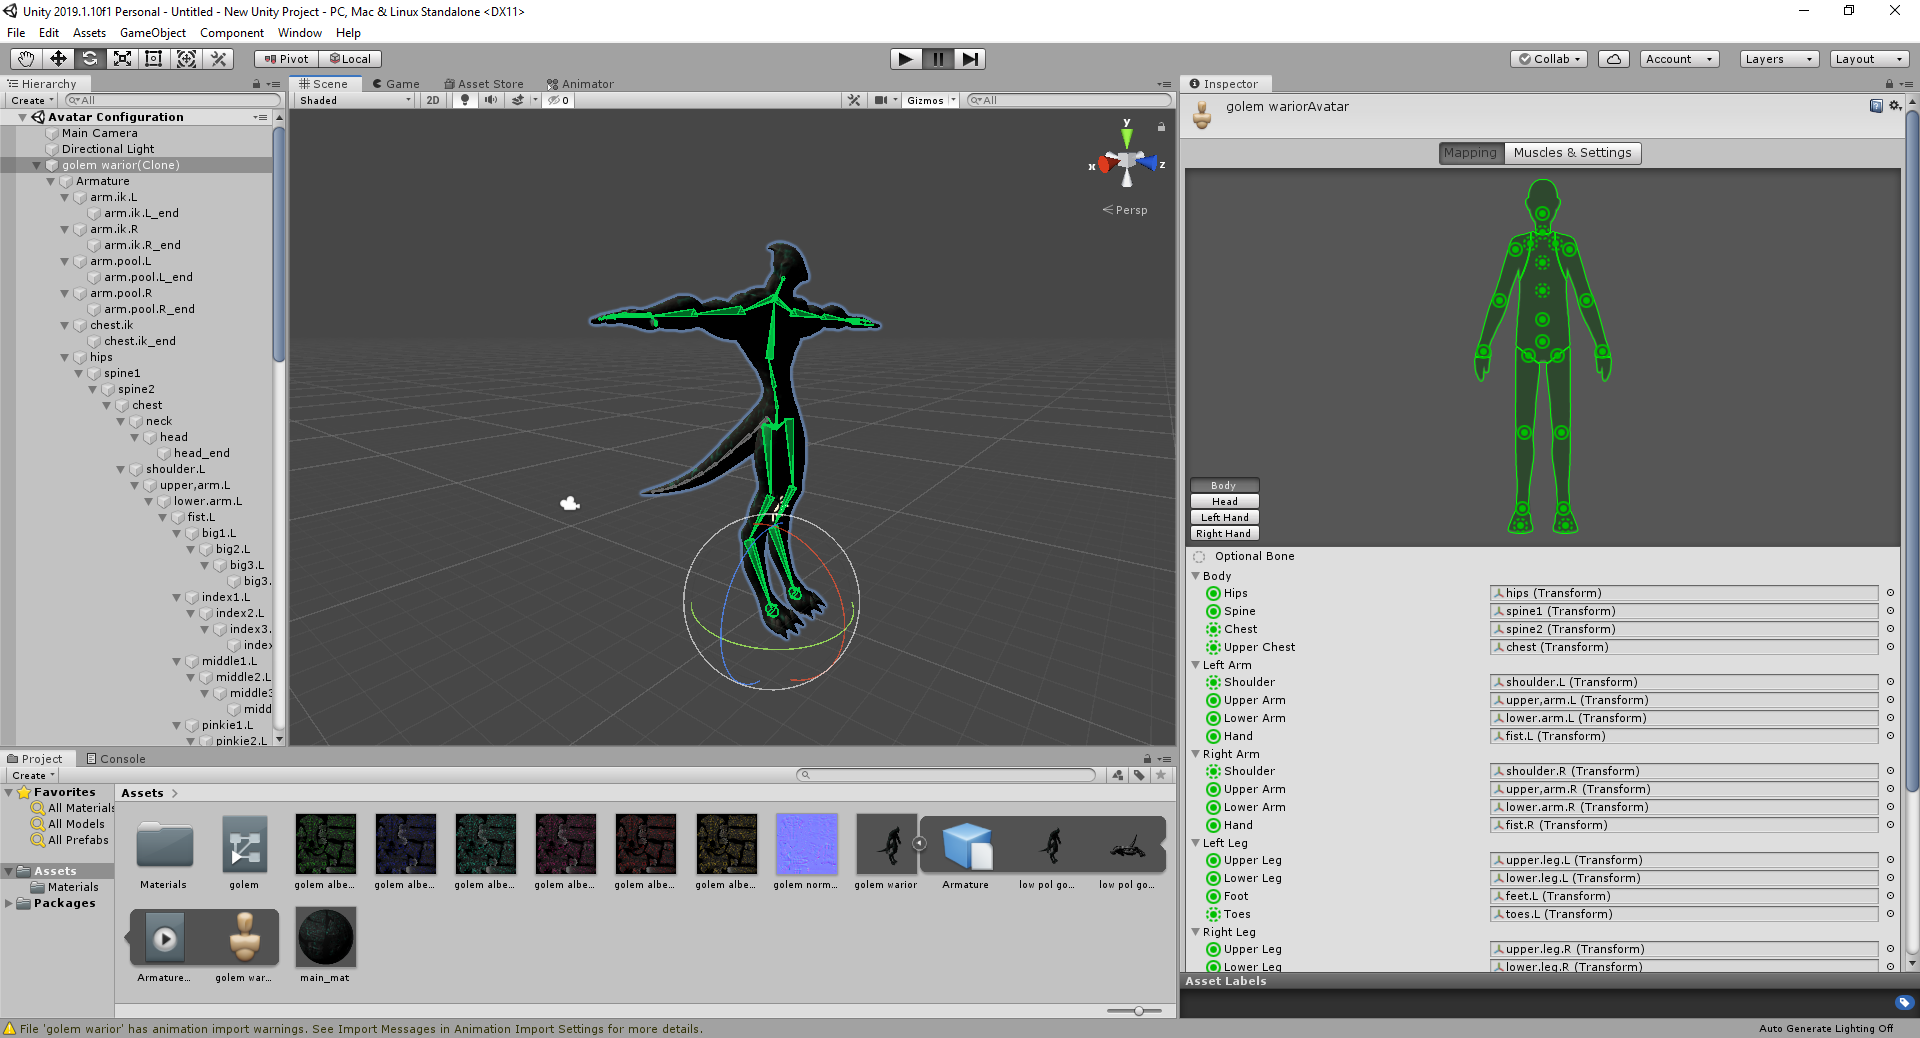 Unity 2019.1.10f1 Personal - Untitled - New Unity Project - PC, Mac & Linux Standalone <DX11>
File Edit Assets GameObject Component Window Help
Pivot Local Collab Account Layers Layout
Hierarchy
Create All
Avatar Configuration
Main Camera
Directional Light
golem warior(Clone)
Armature
arm.ik.L
arm.ik.L_end
arm.ik.R
arm.ik.R_end
arm.pool.L
arm.pool.L_end
arm.pool.R
arm.pool.R_end
chest.ik
chest.ik_end
hips
spine1
spine2
chest
neck
head
head_end
shoulder.L
upper,arm.L
lower.arm.L
fist.L
big1.L
big2.L
big3.L
big3.
index1.L
index2.L
index3.
index
middle1.L
middle2.L
middle3
midd
pinkie1.L
pinkie2.L
Scene Game Asset Store Animator
Shaded 2D 0 Gizmos All
y
x z
Persp
Inspector
golem wariorAvatar
Mapping Muscles & Settings
Body
Head
Left Hand
Right Hand
Optional Bone
Body
Hips hips (Transform)
Spine spine1 (Transform)
Chest spine2 (Transform)
Upper Chest chest (Transform)
Left Arm
Shoulder shoulder.L (Transform)
Upper Arm upper,arm.L (Transform)
Lower Arm lower.arm.L (Transform)
Hand fist.L (Transform)
Right Arm
Shoulder shoulder.R (Transform)
Upper Arm upper,arm.R (Transform)
Lower Arm lower.arm.R (Transform)
Hand fist.R (Transform)
Left Leg
Upper Leg upper.leg.L (Transform)
Lower Leg lower.leg.L (Transform)
Foot feet.L (Transform)
Toes toes.L (Transform)
Right Leg
Upper Leg upper.leg.R (Transform)
Lower Leg lower.leg.R (Transform)
Asset Labels
Project Console
Create
Favorites
All Materials
All Models
All Prefabs
Assets
Materials
Packages
Assets
Materials golem golem albe... golem albe... golem albe... golem albe... golem albe... golem albe... golem norm... golem warior Armature low pol go... low pol go...
Armature... golem war... main_mat
File 'golem warior' has animation import warnings. See Import Messages in Animation Import Settings for more details.
Auto Generate Lighting Off